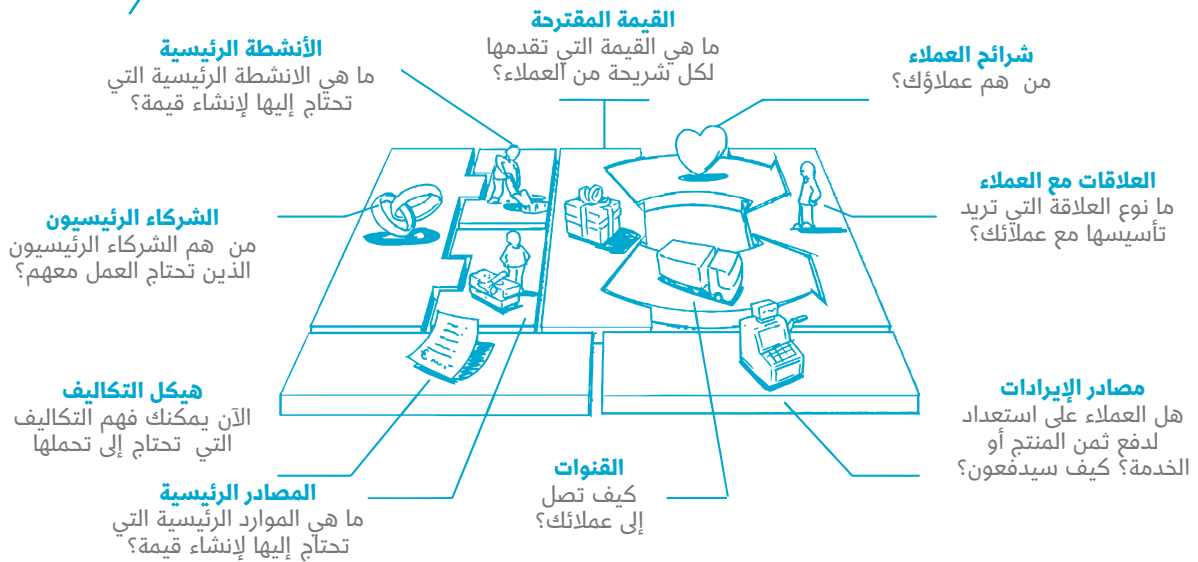 القيمة المقترحة
ما هي القيمة التي تقدمها
لكل شريحة من العملاء؟
شرائح العملاء
من هم عملاؤك؟
الأنشطة الرئيسية
ما هي الانشطة الرئيسية التي
تحتاج إليها لإنشاء قيمة؟
العلاقات مع العملاء
ما نوع العلاقة التي تريد
تأسيسها مع عملائك؟
الشركاء الرئيسيون
من هم الشركاء الرئيسيون
الذين تحتاج العمل معهم؟
مصادر الإيرادات
هل العملاء على استعداد
لدفع ثمن المنتج أو
الخدمة؟ كيف سيدفعون؟
هيكل التكاليف
الآن يمكنك فهم التكاليف
التي تحتاج إلى تحملها
القنوات
كيف تصل
إلى عملائك؟
المصادر الرئيسية
ما هي الموارد الرئيسية التي
تحتاج إليها لإنشاء قيمة؟